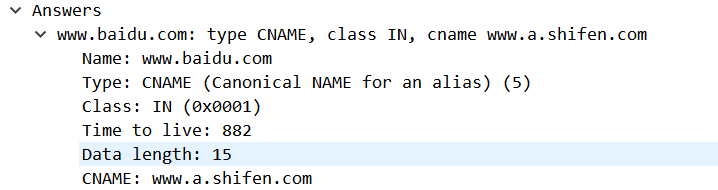 Answers
www.baidu.com: type CNAME, class IN, cname www.a.shifen.com
Name: www.baidu.com
Type: CNAME (Canonical NAME for an alias) (5)
Class: IN (0x0001)
Time to live: 882
Data length: 15
CNAME: www.a.shifen.com